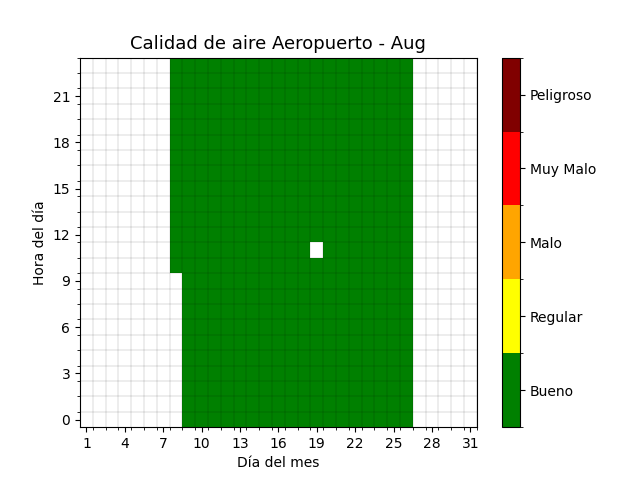 Calidad de aire Aeropuerto - Aug
Peligroso
Muy Malo
Malo
Regular
Bueno
Hora del día
21
18
15
12
9
6
3
0
1 4 7 10 13 16 19 22 25 28 31
Día del mes